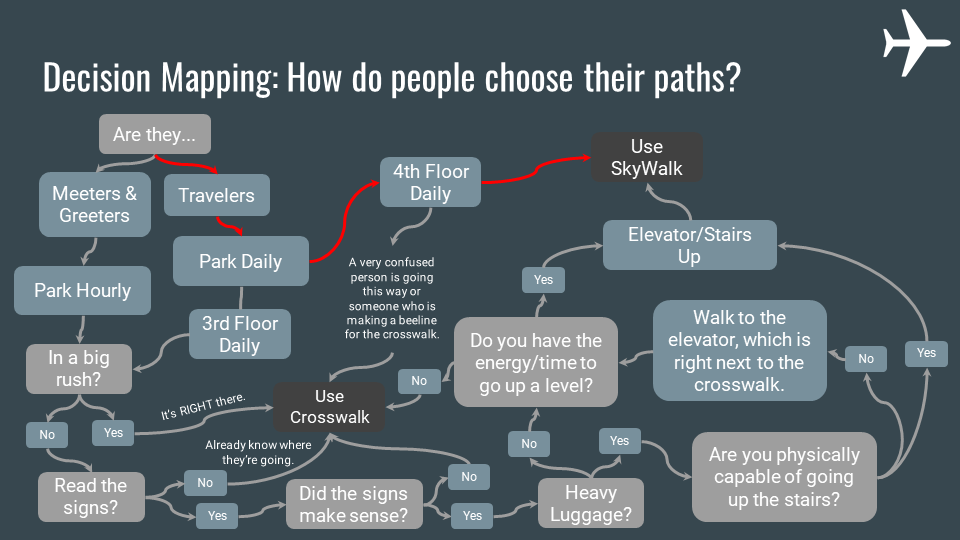 Decision Mapping: How do people choose their paths?
Are they...
Meeters &
Greeters
Travelers
4th Floor
Daily
Use
SkyWalk
Park Hourly
Park Daily
3rd Floor
Daily
A very confused
person is going
this way or
someone who is
making a beeline
for the crosswalk.
Elevator/Stairs
Up
Yes
In a big
rush?
Do you have the
energy/time to
go up a level?
Walk to the
elevator, which is
right next to the
crosswalk.
No
Yes
No
Use
Crosswalk
It's RIGHT there.
No
Yes
Already know where
they're going.
No
Yes
Read the
signs?
No
Yes
Did the signs
make sense?
No
Yes
Heavy
Luggage?
Are you physically
capable of going
up the stairs?